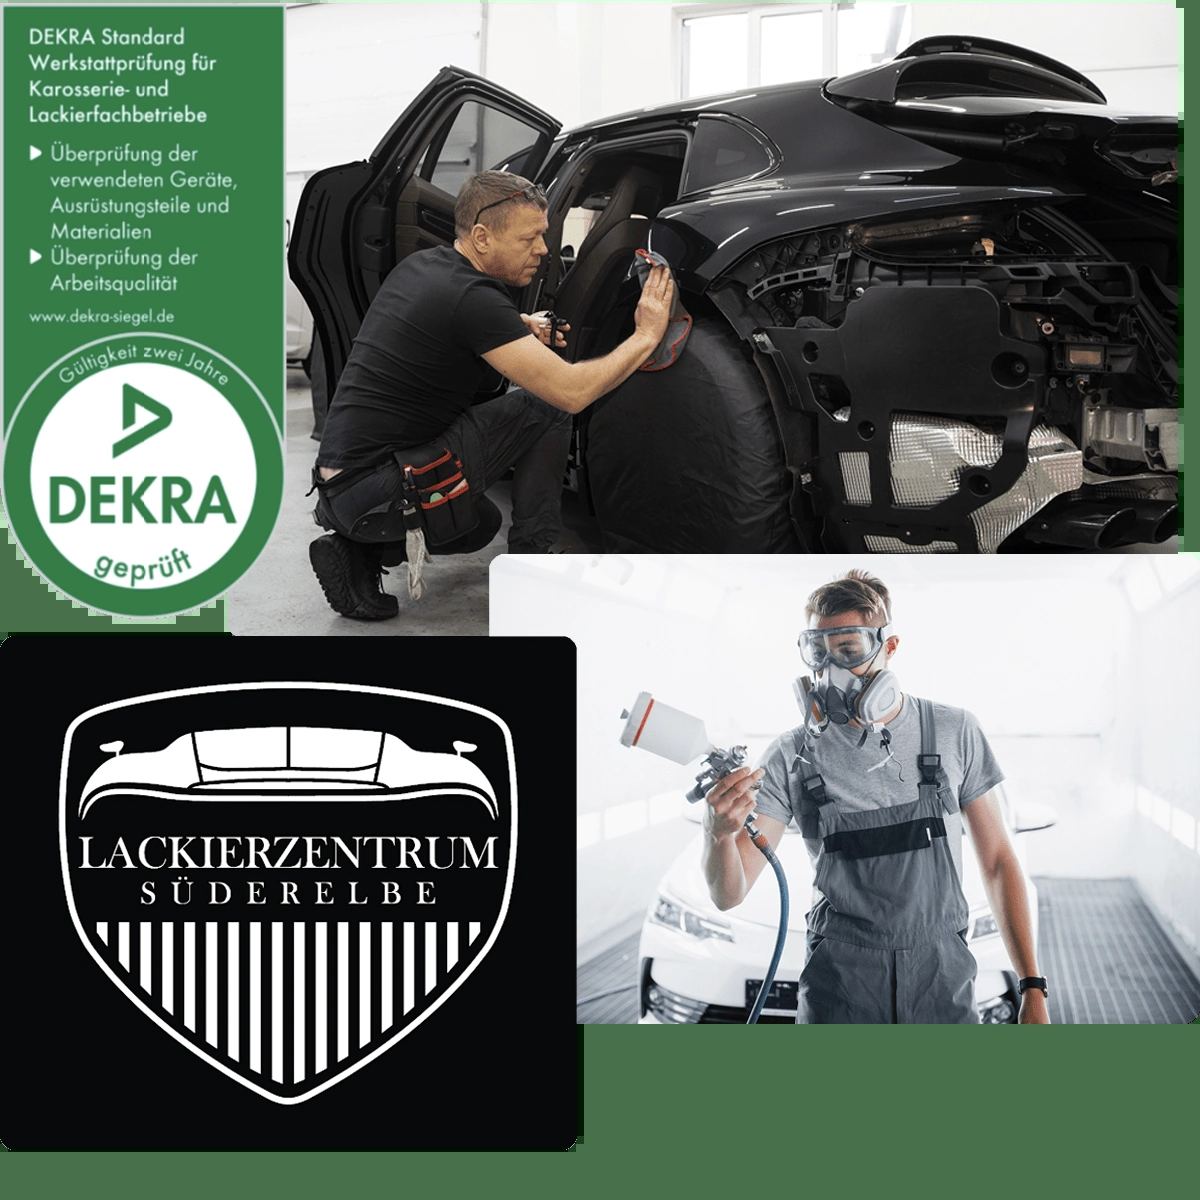 DEKRA Standard
Werkstattprüfung für
Karosserie- und
Lackierfachbetriebe
Überprüfung der
verwendeten Geräte,
Ausrüstungsteile und
Materialien
Überprüfung der
Arbeitsqualität
www.dekra-siegel.de
Gültigkeit zwei Jahre
DEKRA
geprüft
LACKIERZENTRUM
SÜDERELBE